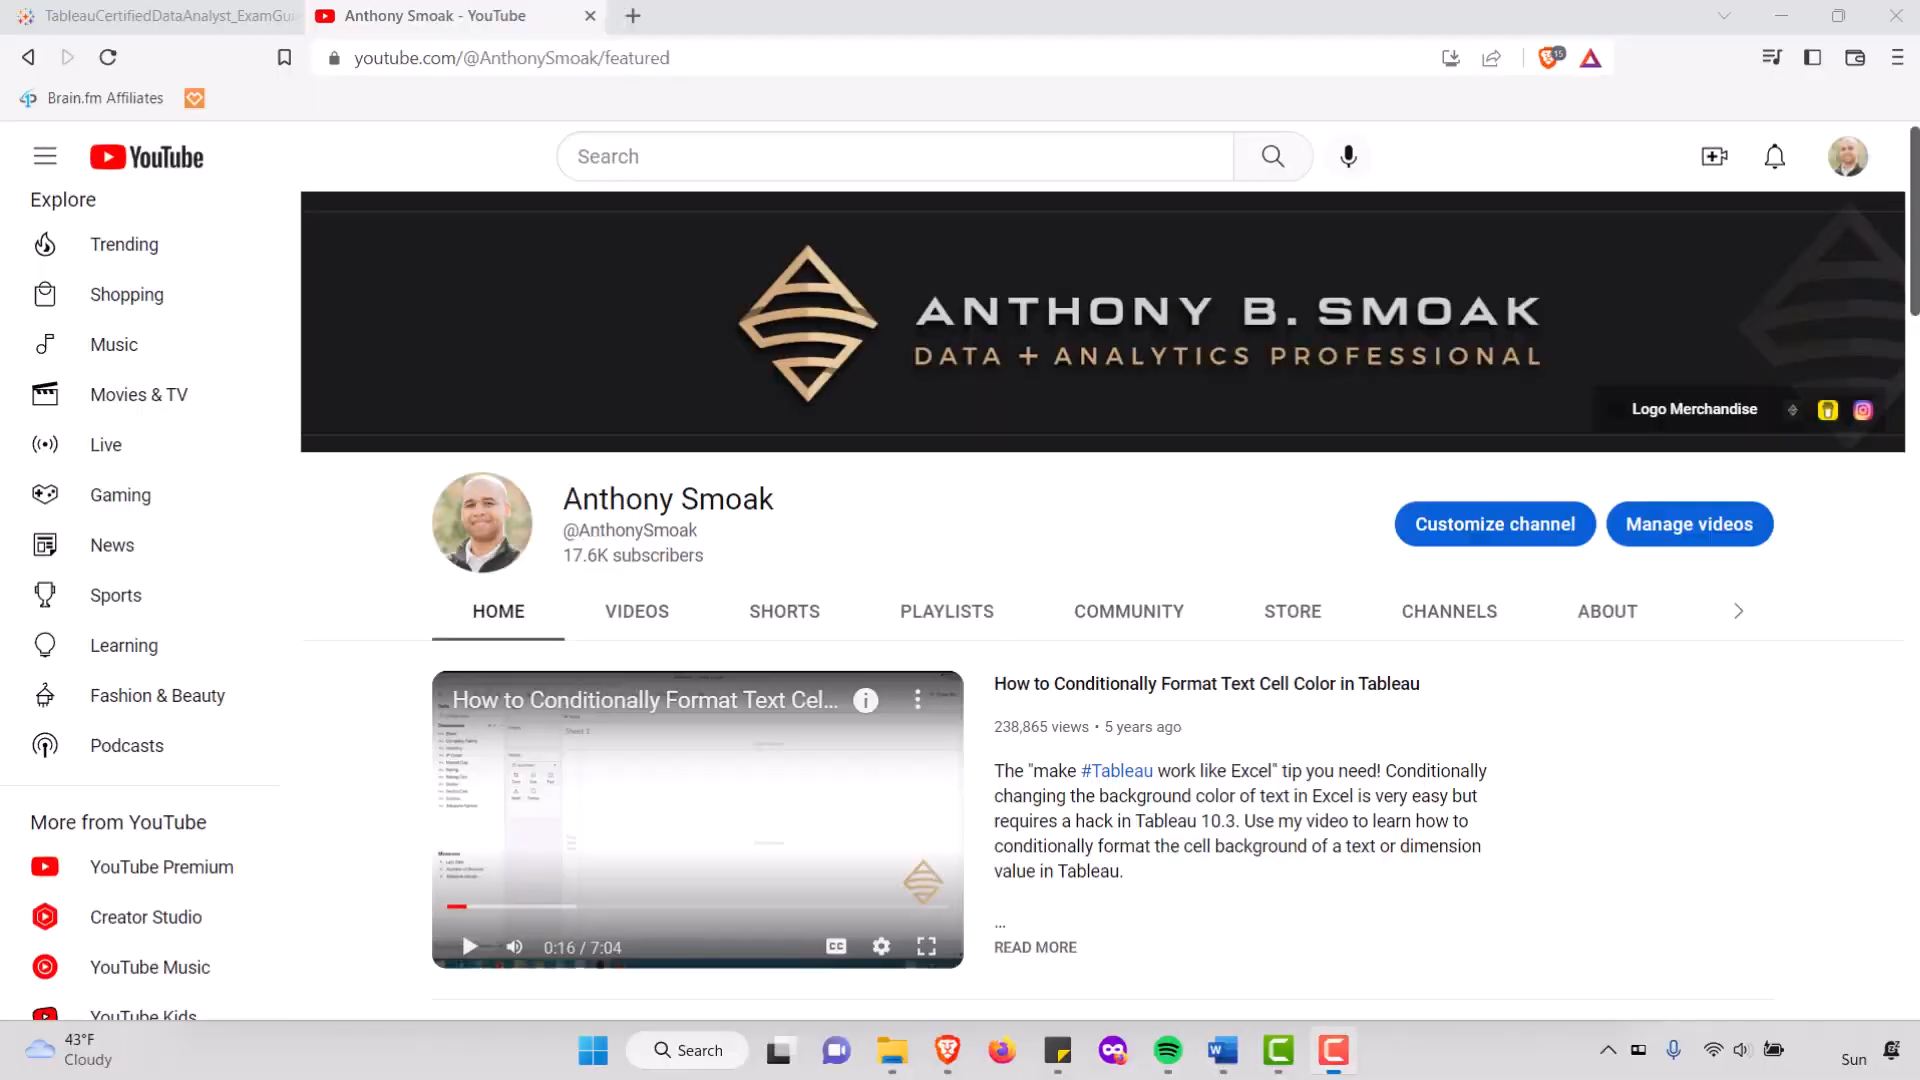 TableauCertifiedDataAnalyst_ExamGui
Anthony Smoak - YouTube
youtube.com/@AnthonySmoak/featured
15
Brain.fm Affiliates
YouTube
Search
Explore
Trending
Shopping
Music
Movies & TV
Live
Gaming
News
Sports
Learning
Fashion & Beauty
Podcasts
More from YouTube
YouTube Premium
Creator Studio
YouTube Music
YouTube Kids
ANTHONY B. SMOAK
DATA + ANALYTICS PROFESSIONAL
Logo Merchandise
Anthony Smoak
@AnthonySmoak
17.6K subscribers
Customize channel
Manage videos
HOME VIDEOS SHORTS PLAYLISTS COMMUNITY STORE CHANNELS ABOUT
How to Conditionally Format Text Cel...
Sheet 1
0:16 / 7:04
CC
How to Conditionally Format Text Cell Color in Tableau
238,865 views • 5 years ago
The "make #Tableau work like Excel" tip you need! Conditionally
changing the background color of text in Excel is very easy but
requires a hack in Tableau 10.3. Use my video to learn how to
conditionally format the cell background of a text or dimension
value in Tableau.
...
READ MORE
43°F
Cloudy
Search
Sun